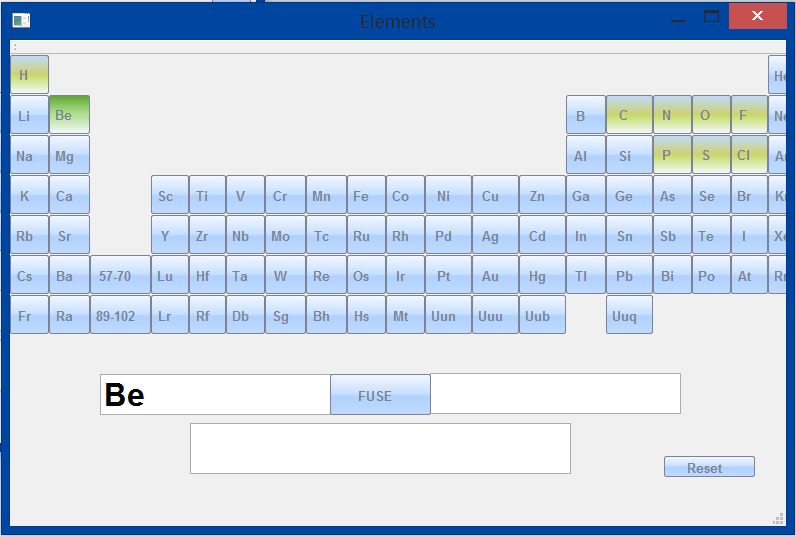 Elements
H He
Li Be B C N O F Ne
Na Mg Al Si P S Cl Ar
K Ca Sc Ti V Cr Mn Fe Co Ni Cu Zn Ga Ge As Se Br Kr
Rb Sr Y Zr Nb Mo Tc Ru Rh Pd Ag Cd In Sn Sb Te I Xe
Cs Ba 57-70 Lu Hf Ta W Re Os Ir Pt Au Hg Tl Pb Bi Po At Rn
Fr Ra 89-102 Lr Rf Db Sg Bh Hs Mt Uun Uuu Uub Uuq
Be FUSE
Reset